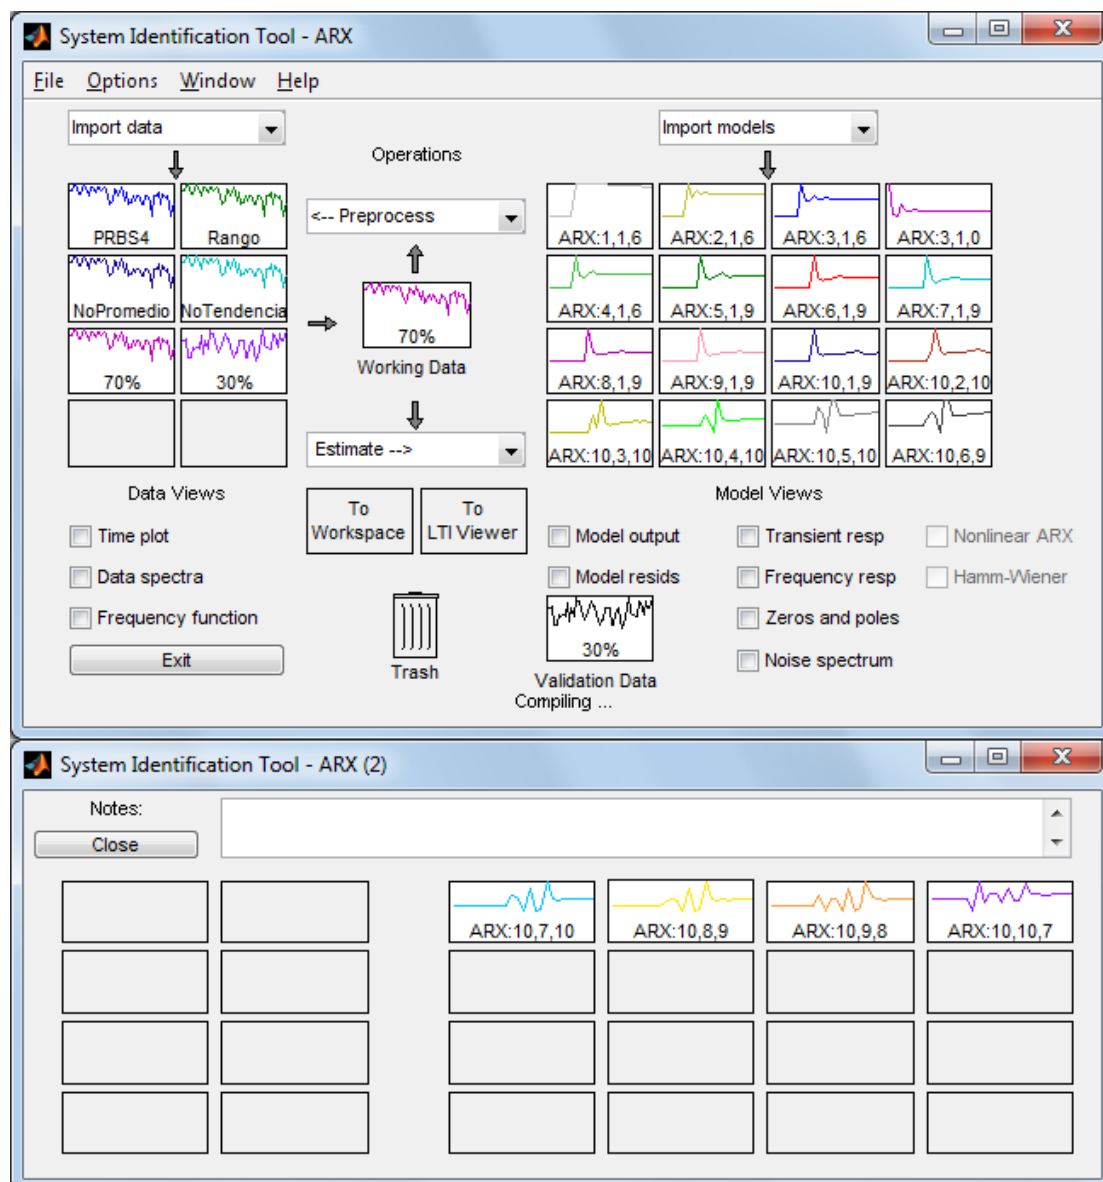 System Identification Tool - ARX
File Options Window Help
Import data
Import models
Operations
<-- Preprocess
PRBS4 Rango
ARX:1,1,6 ARX:2,1,6 ARX:3,1,6 ARX:3,1,0
NoPromedio NoTendencia
70%
ARX:4,1,6 ARX:5,1,9 ARX:6,1,9 ARX:7,1,9
Working Data
70% 30%
ARX:8,1,9 ARX:9,1,9 ARX:10,1,9 ARX:10,2,10
Estimate -->
ARX:10,3,10 ARX:10,4,10 ARX:10,5,10 ARX:10,6,9
Data Views
Model Views
To
Workspace
To
LTI Viewer
Time plot
Data spectra
Frequency function
Exit
Trash
Model output
Model resids
30%
Validation Data
Transient resp
Frequency resp
Zeros and poles
Noise spectrum
Nonlinear ARX
Hamm-Wiener
Compiling ...
System Identification Tool - ARX (2)
Notes:
Close
ARX:10,7,10 ARX:10,8,9 ARX:10,9,8 ARX:10,10,7